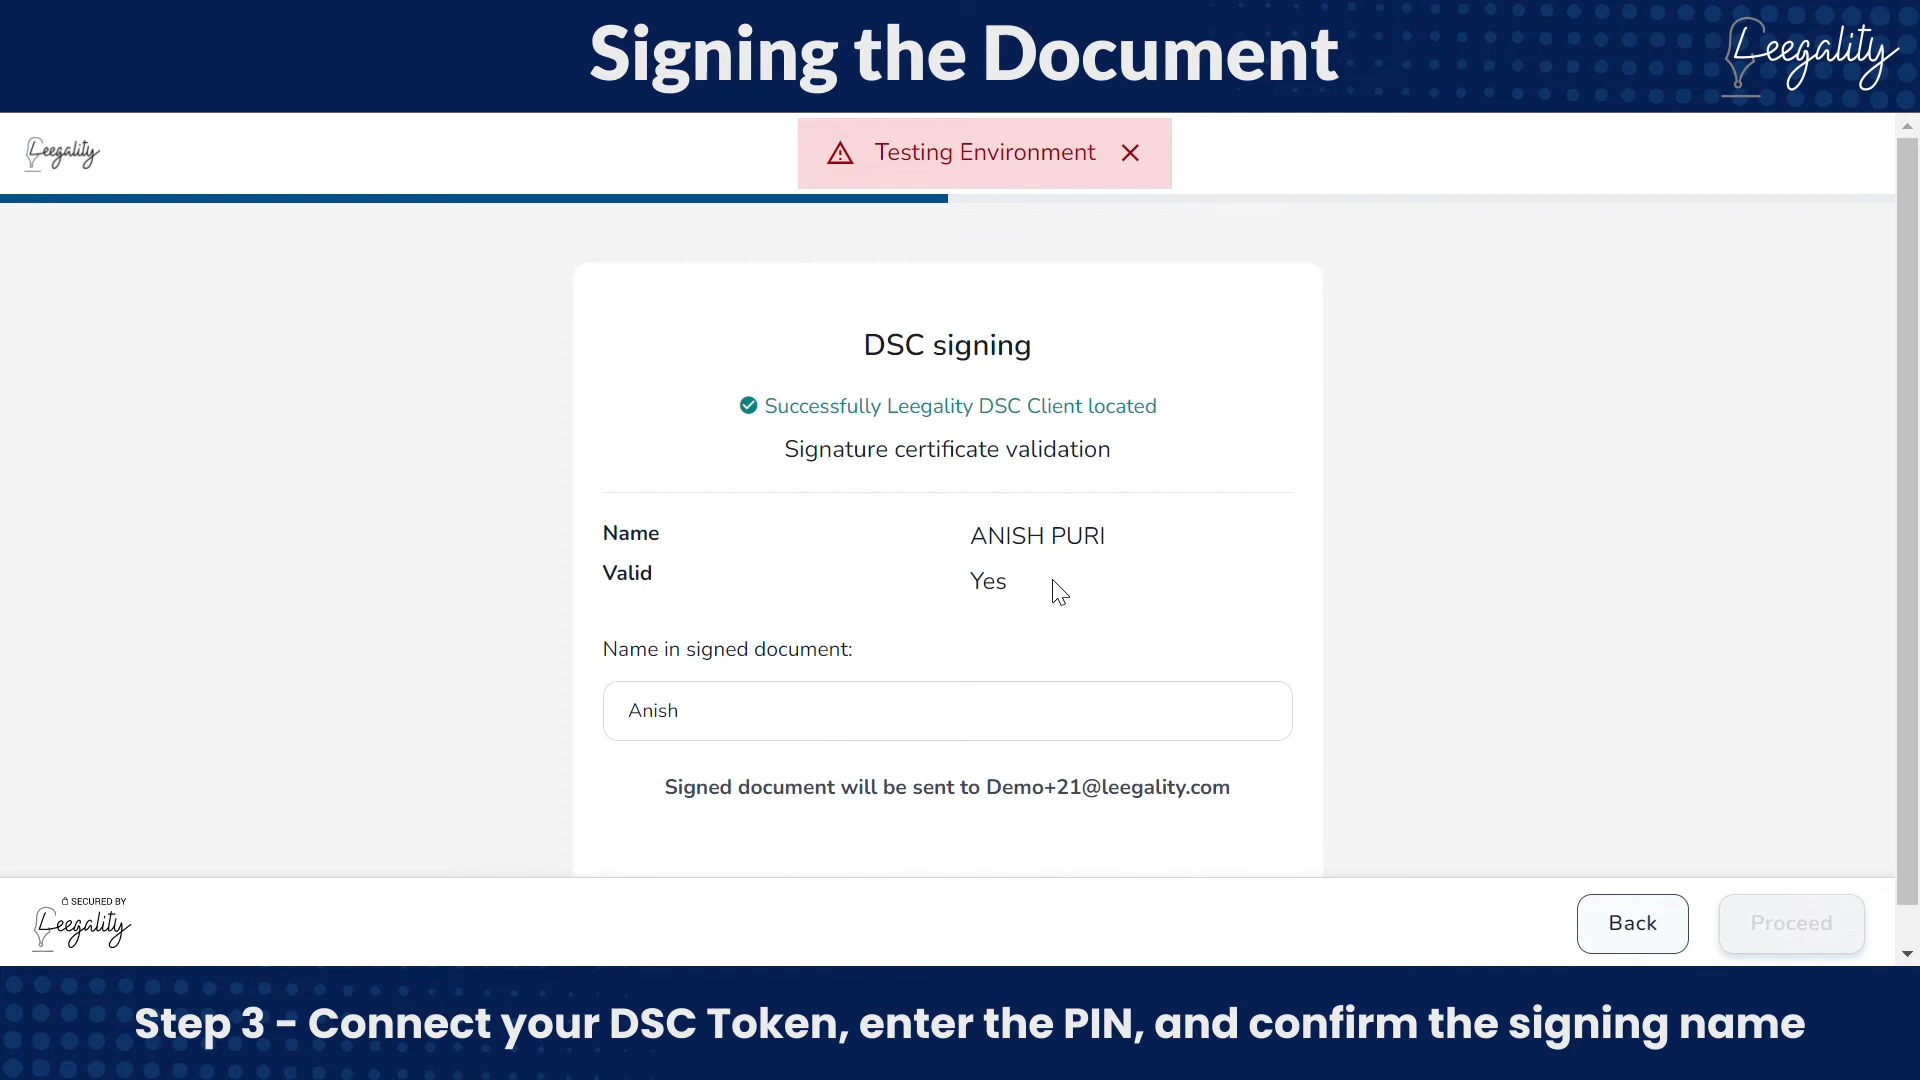 Signing the Document
Leegality
Leegality
Testing Environment
DSC signing
Successfully Leegality DSC Client located
Signature certificate validation
Name
ANISH PURI
Valid
Yes
Name in signed document:
Anish
Signed document will be sent to Demo+21@leegality.com
SECURED BY
Leegality
Back
Proceed
Step 3 - Connect your DSC Token, enter the PIN, and confirm the signing name